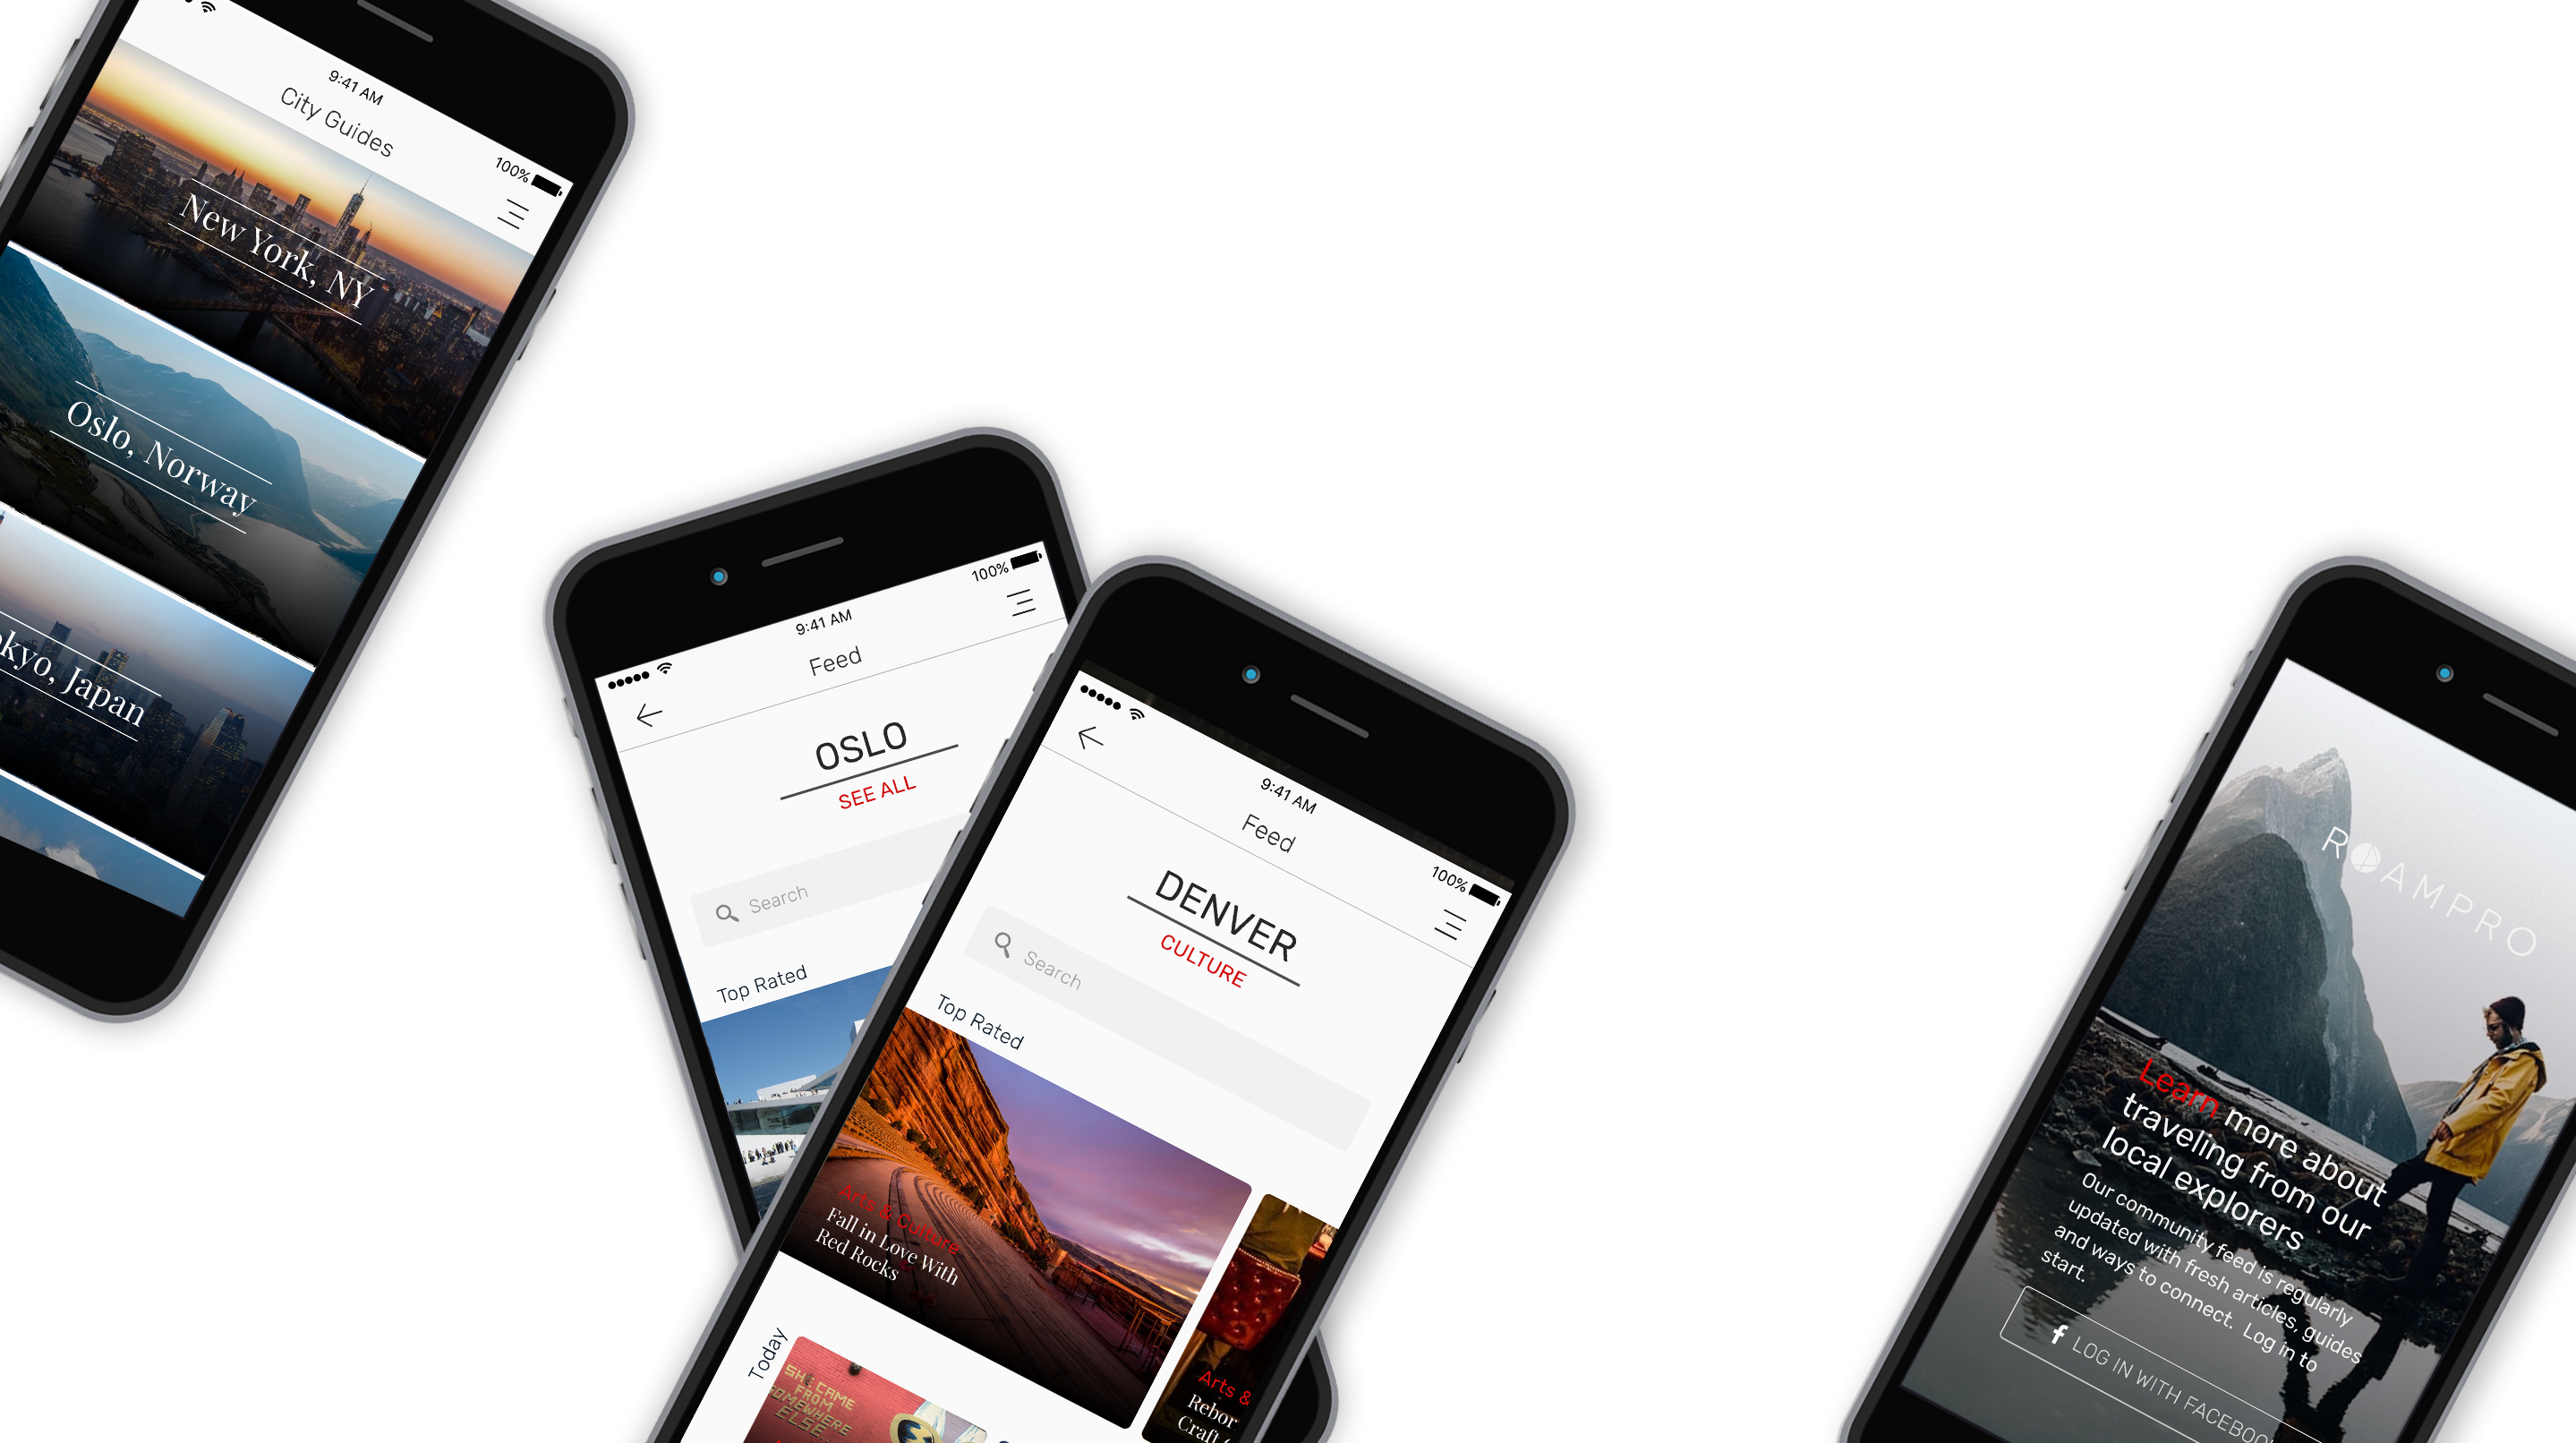 9:41 AM
100%
City Guides
New York, NY
Oslo, Norway
Japan
9:41 AM
100%
Feed
OSLO
SEE ALL
Search
Top Rated
9:41 AM
100%
Feed
DENVER
CULTURE
Search
Top Rated
Arts & Culture
Fall in Love With
Red Rocks
Arts &
Craft
Today
SHE CAME
FROM
SOMEWHERE
ELSE...
ROAMPRO
Learn more about
traveling from our
local explorers
Our community feed is regularly
updated with fresh articles, guides
and ways to connect. Log in to
start.
LOG IN WITH